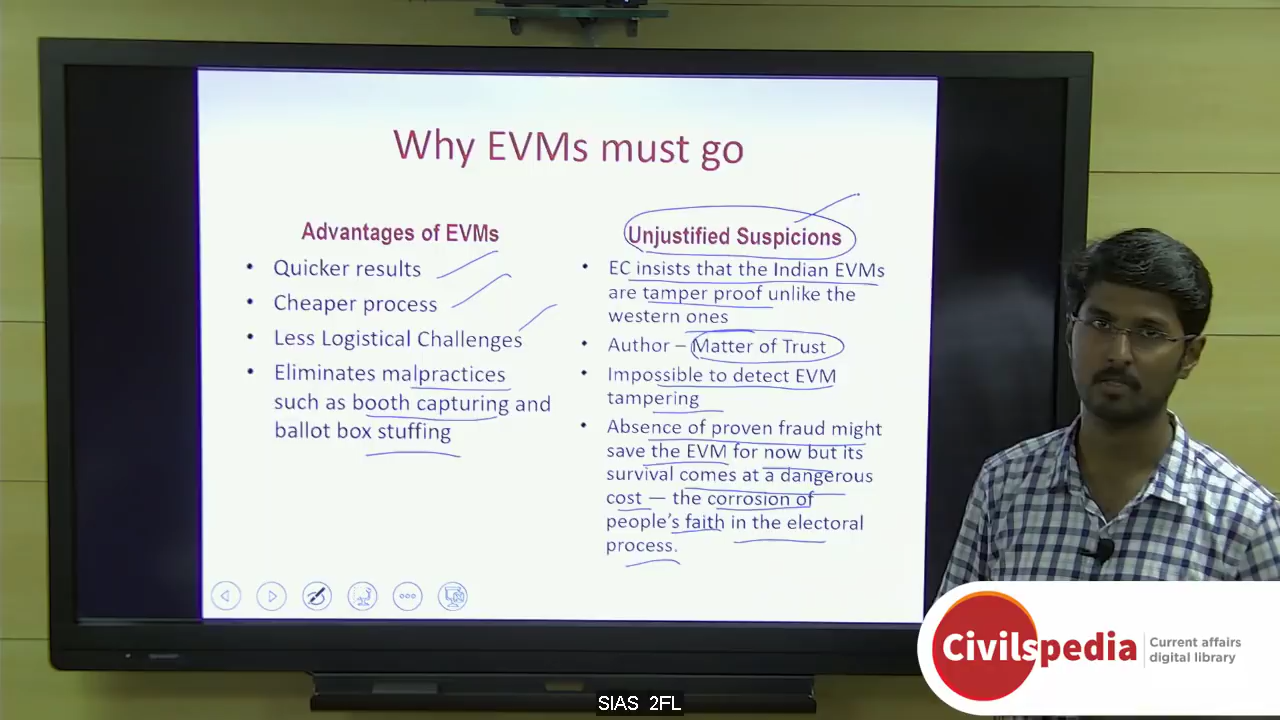 Why EVMs must go
Advantages of EVMs
• Quicker results
• Cheaper process
• Less Logistical Challenges
• Eliminates malpractices
such as booth capturing and
ballot box stuffing
Unjustified Suspicions
• EC insists that the Indian EVMs
are tamper proof unlike the
western ones
• Author – Matter of Trust
• Impossible to detect EVM
tampering
• Absence of proven fraud might
save the EVM for now but its
survival comes at a dangerous
cost — the corrosion of
people's faith in the electoral
process.
Civilspedia
Current affairs
digital library
SIAS 2FL